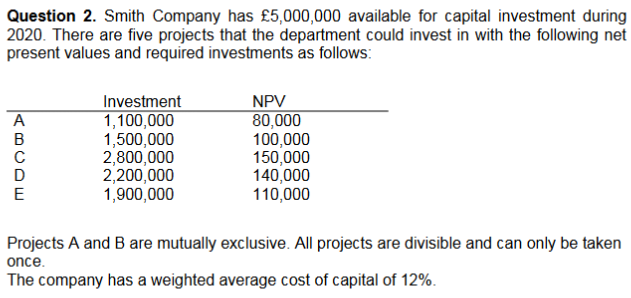 Question 2. Smith Company has £5,000,000 available for capital investment during
2020. There are five projects that the department could invest in with the following net
present values and required investments as follows:
Investment NPV
A 1,100,000 80,000
B 1,500,000 100,000
C 2,800,000 150,000
D 2,200,000 140,000
E 1,900,000 110,000
Projects A and B are mutually exclusive. All projects are divisible and can only be taken
once.
The company has a weighted average cost of capital of 12%.